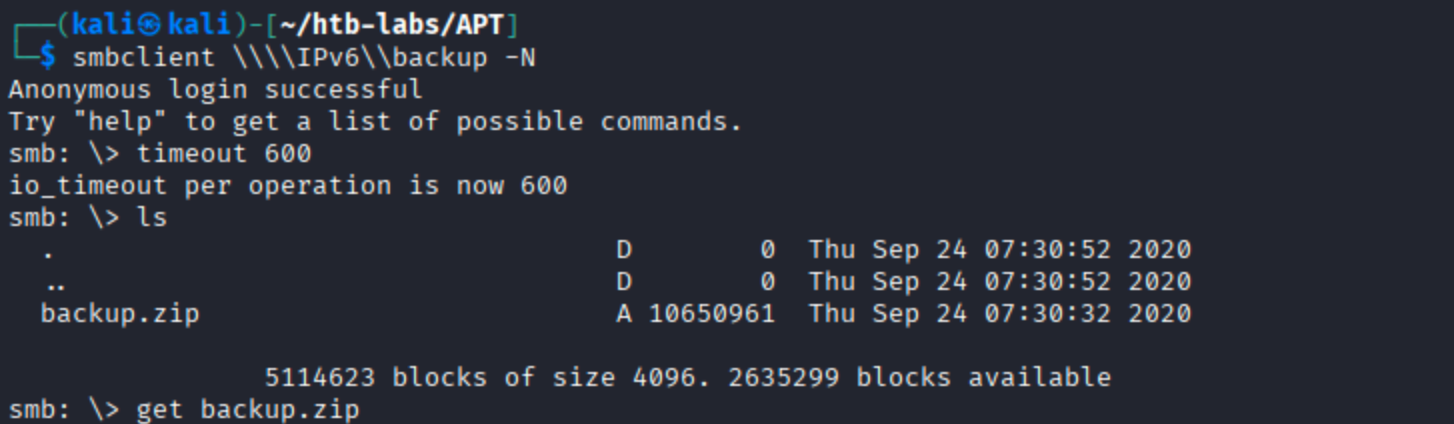 ┌──(kali㉿kali)-[~/htb-labs/APT]
└─$ smbclient \\\\IPv6\\backup -N
Anonymous login successful
Try "help" to get a list of possible commands.
smb: \> timeout 600
io_timeout per operation is now 600
smb: \> ls
  .                                   D        0  Thu Sep 24 07:30:52 2020
  ..                                  D        0  Thu Sep 24 07:30:52 2020
  backup.zip                          A 10650961  Thu Sep 24 07:30:32 2020
                5114623 blocks of size 4096. 2635299 blocks available
smb: \> get backup.zip